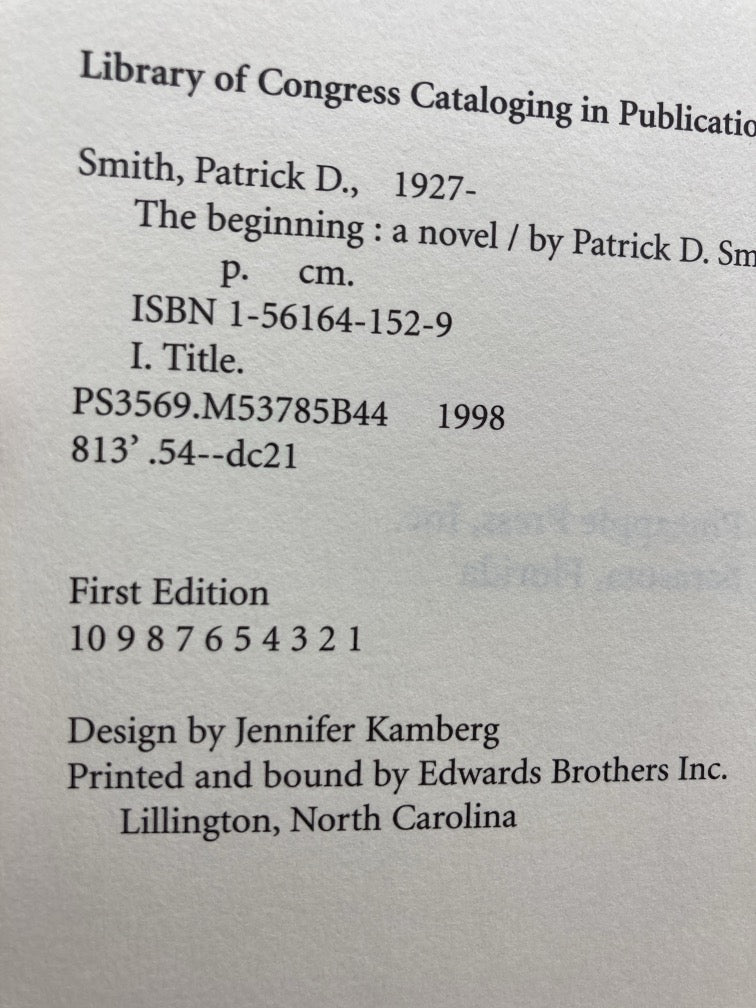 Library of Congress Cataloging in Publicatio
Smith, Patrick D., 1927-
The beginning : a novel / by Patrick D. Sm
p. cm.
ISBN 1-56164-152-9
I. Title.
PS3569.M53785B44 1998
813’ .54--dc21
First Edition
10 9 8 7 6 5 4 3 2 1
Design by Jennifer Kamberg
Printed and bound by Edwards Brothers Inc.
Lillington, North Carolina